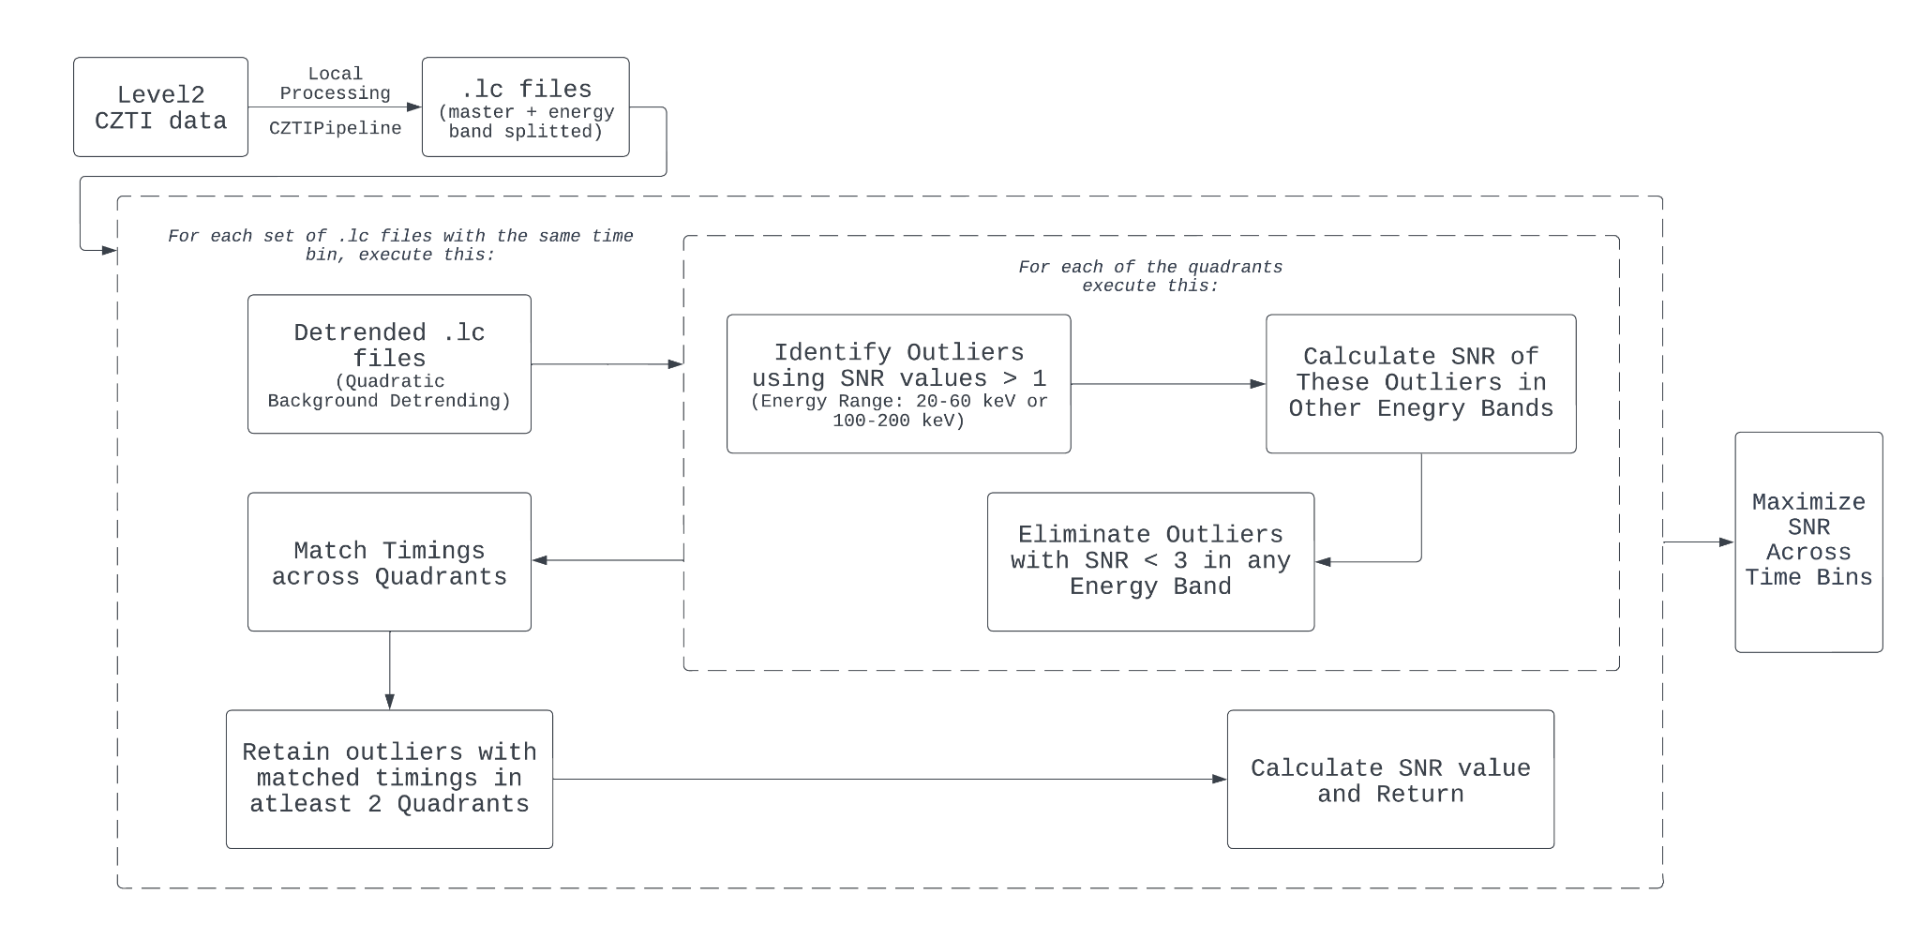 Level2
CZTI data
Local
Processing
CZTIPipeline
.lc files
(master + energy
band splitted)
For each set of .lc files with the same time
bin, execute this:
For each of the quadrants
execute this:
Detrended .lc
files
(Quadratic
Background Detrending)
Identify Outliers
using SNR values > 1
(Energy Range: 20-60 keV or
100-200 keV)
Calculate SNR of
These Outliers in
Other Enegry Bands
Eliminate Outliers
with SNR < 3 in any
Energy Band
Match Timings
across Quadrants
Retain outliers with
matched timings in
atleast 2 Quadrants
Calculate SNR value
and Return
Maximize
SNR
Across
Time Bins